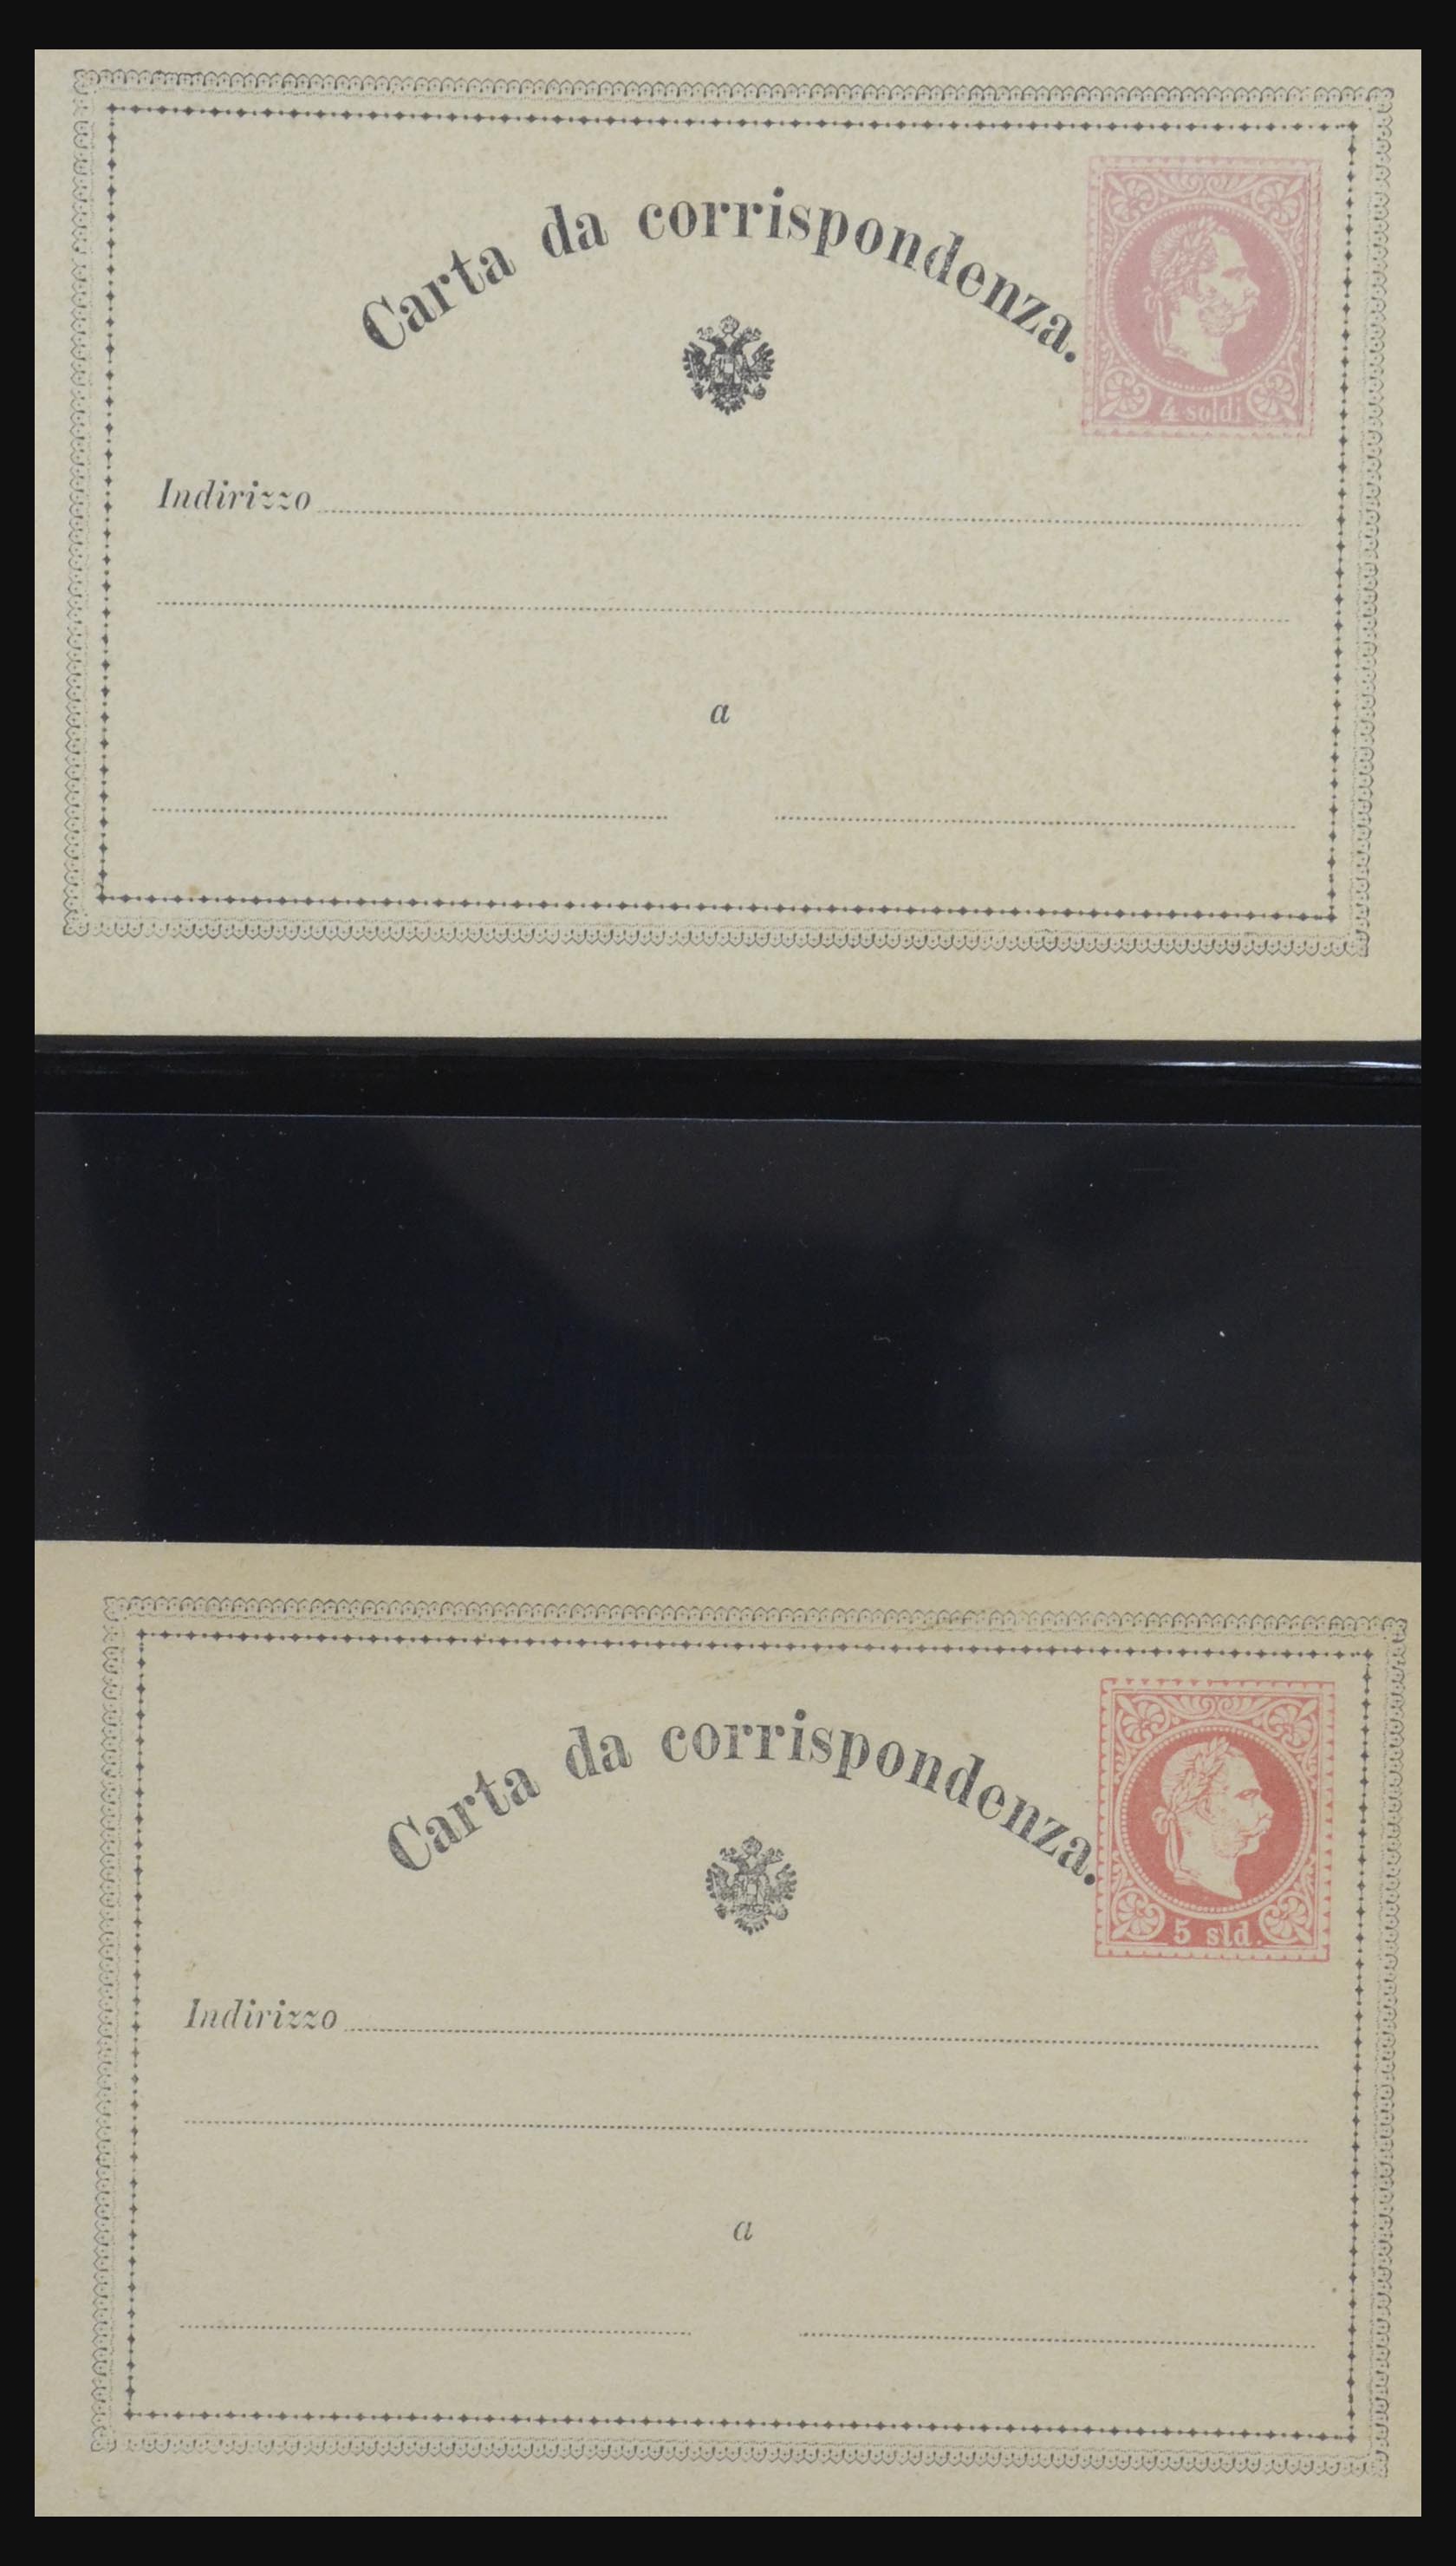 Carta da corrispondenza.
4 soldi
Indirizzo
a
Carta da corrispondenza.
5 sld.
Indirizzo
a